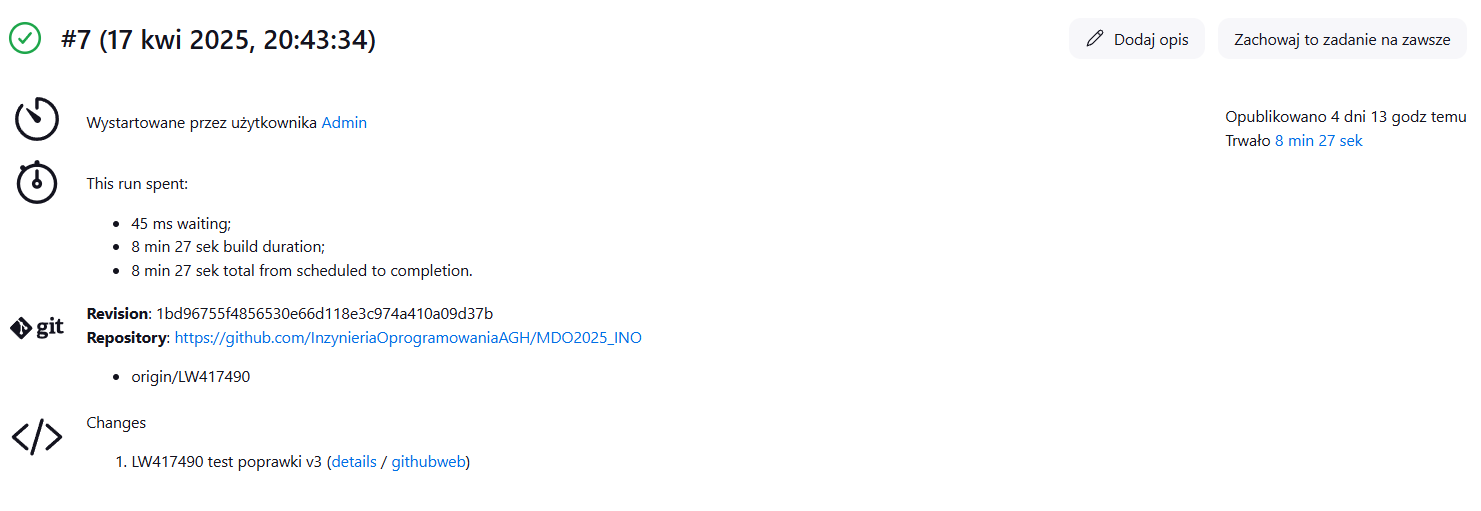 #7 (17 kwi 2025, 20:43:34)
Dodaj opis
Zachowaj to zadanie na zawsze
Wystartowane przez użytkownika Admin
Opublikowano 4 dni 13 godz temu
Trwało 8 min 27 sek
This run spent:
45 ms waiting;
8 min 27 sek build duration;
8 min 27 sek total from scheduled to completion.
git
Revision: 1bd96755f4856530e66d118e3c974a410a09d37b
Repository: https://github.com/InzynieriaOprogramowaniaAGH/MDO2025_INO
origin/LW417490
Changes
1. LW417490 test poprawki v3 (details / githubweb)